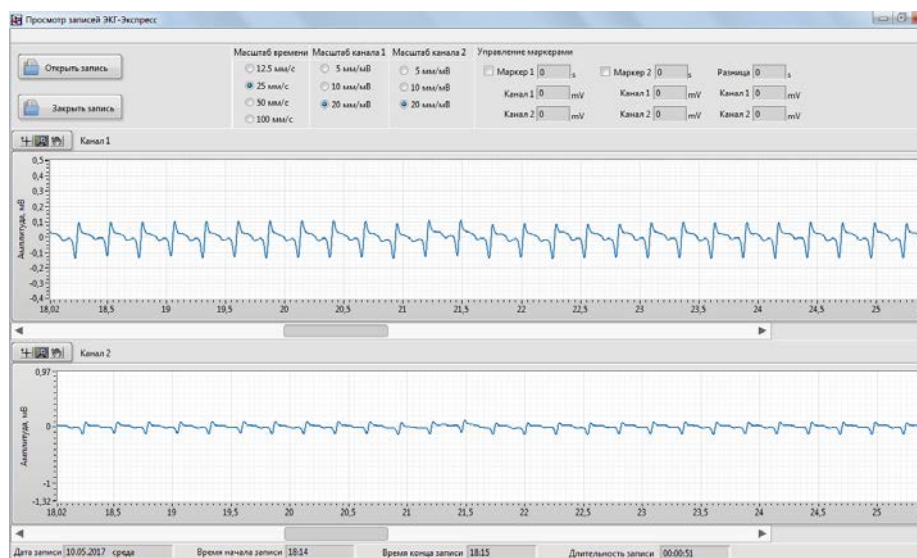 Просмотр записей ЭКГ-Экспресс
Масштаб времени Масштаб канала 1 Масштаб канала 2 Управление маркерами
Открыть запись
12.5 мм/с 5 мм/мВ 5 мм/мВ Маркер 1 0 s Маркер 2 0 s Разница 0 s
25 мм/с 10 мм/мВ 10 мм/мВ Канал 1 0 mV Канал 1 0 mV Канал 1 0 mV
Закрыть запись
50 мм/с 20 мм/мВ 20 мм/мВ Канал 2 0 mV Канал 2 0 mV Канал 2 0 mV
100 мм/с
Канал 1
Амплитуда, мВ
0,5
0,4
0,3
0,2
0,1
0
-0,1
-0,2
-0,3
-0,4
18,02 18,5 19 19,5 20 20,5 21 21,5 22 22,5 23 23,5 24 24,5 25
Канал 2
Амплитуда, мВ
0,97
0
-1
-1,32
18,02 18,5 19 19,5 20 20,5 21 21,5 22 22,5 23 23,5 24 24,5 25
Дата записи 10.05.2017 среда Время начала записи 18:14 Время конца записи 18:15 Длительность записи 00:00:51